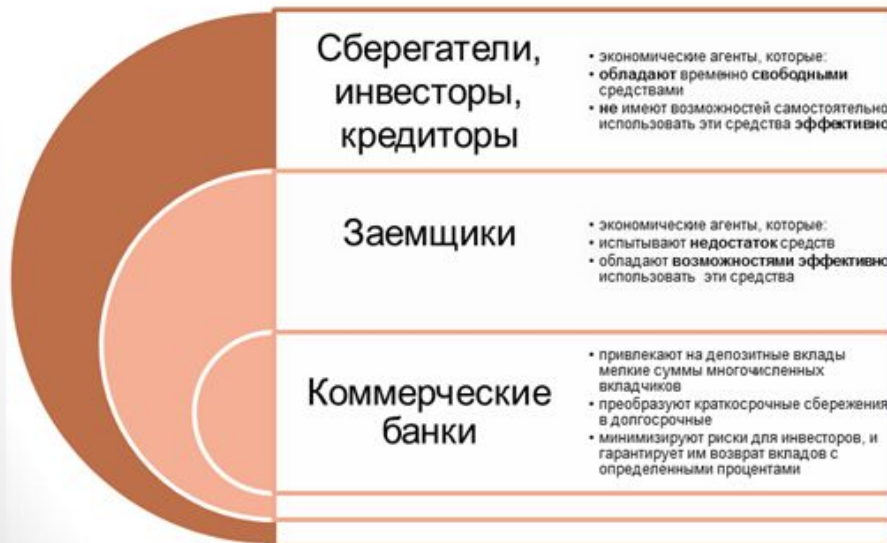 Сберегатели,
инвесторы,
кредиторы
• экономические агенты, которые:
• обладают временно свободными
средствами
• не имеют возможностей самостоятельно
использовать эти средства эффективно
Заемщики
• экономические агенты, которые:
• испытывают недостаток средств
• обладают возможностями эффективно
использовать эти средства
Коммерческие
банки
• привлекают на депозитные вклады
мелкие суммы многочисленных
вкладчиков
• преобразуют краткосрочные сбережения
в долгосрочные
• минимизируют риски для инвесторов, и
гарантирует им возврат вкладов с
определенными процентами